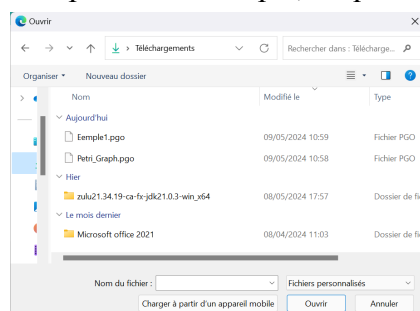 Ouvrir
Téléchargements
Rechercher dans : Télécharge...
Organiser
Nouveau dossier
Nom Modifié le Type
Aujourd'hui
Eemple1.pgo 09/05/2024 10:59 Fichier PGO
Petri_Graph.pgo 09/05/2024 10:58 Fichier PGO
Hier
zulu21.34.19-ca-fx-jdk21.0.3-win_x64 08/05/2024 17:57 Dossier de fi
Le mois dernier
Microsoft office 2021 08/04/2024 11:03 Dossier de fi
Nom du fichier : Fichiers personnalisés
Charger à partir d'un appareil mobile Ouvrir Annuler